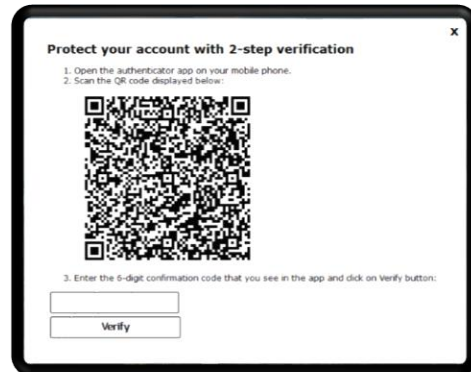 x
Protect your account with 2-step verification
1. Open the authenticator app on your mobile phone.
2. Scan the QR code displayed below:
3. Enter the 6-digit confirmation code that you see in the app and click on Verify button:
Verify